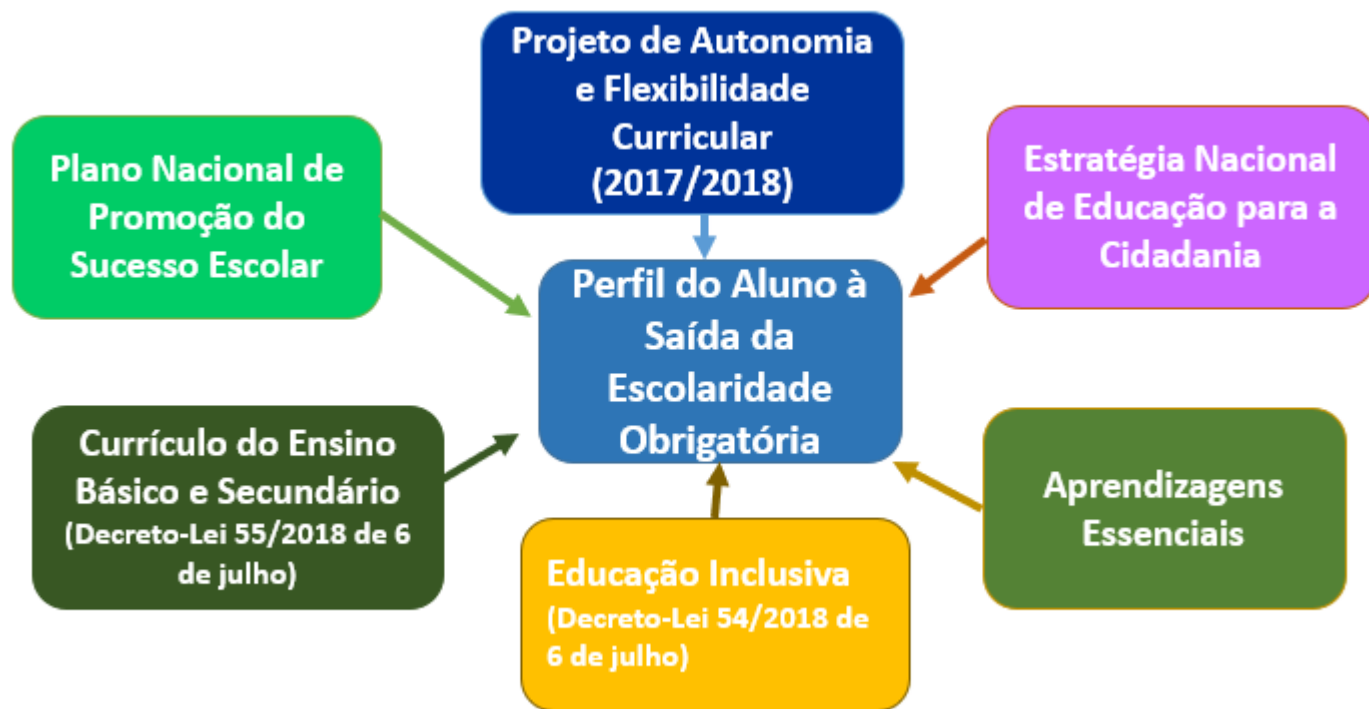 Projeto de Autonomia
e Flexibilidade
Curricular
(2017/2018)
Plano Nacional de
Promoção do
Sucesso Escolar
Estratégia Nacional
de Educação para a
Cidadania
Perfil do Aluno à
Saída da
Escolaridade
Obrigatória
Currículo do Ensino
Básico e Secundário
(Decreto-Lei 55/2018 de 6
de julho)
Educação Inclusiva
(Decreto-Lei 54/2018 de
6 de julho)
Aprendizagens
Essenciais